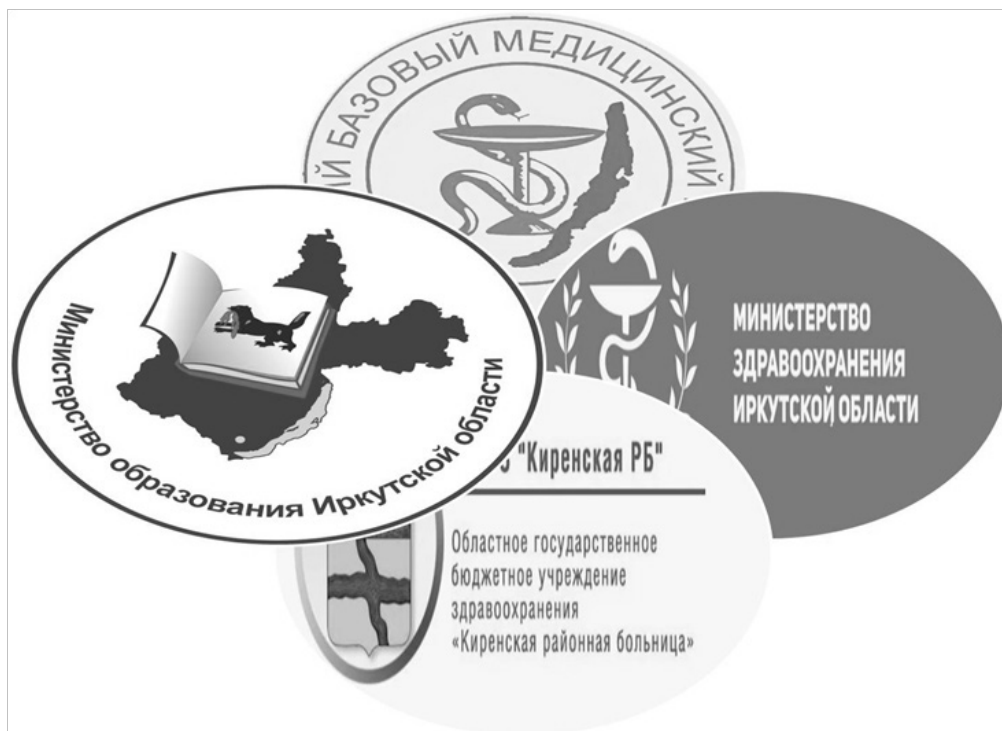 БАЗОВЫЙ МЕДИЦИНСКИЙ
Министерство образования Иркутской области
МИНИСТЕРСТВО
ЗДРАВООХРАНЕНИЯ
ИРКУТСКОЙ ОБЛАСТИ
"Киренская РБ"
Областное государственное
бюджетное учреждение
здравоохранения
«Киренская районная больница»